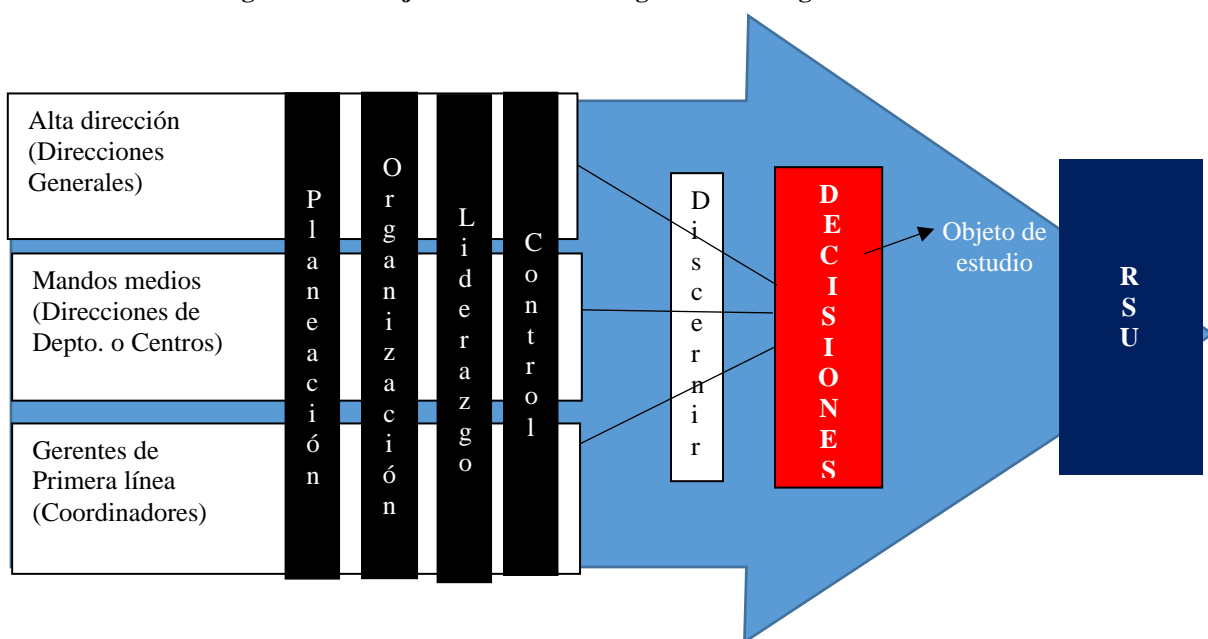 Alta dirección
(Direcciones
Generales)
Mandos medios
(Direcciones de
Depto. o Centros)
Gerentes de
Primera línea
(Coordinadores)
Planeación
Organización
Liderazgo
Control
Discernir
DECISIONES
Objeto de
estudio
RSU